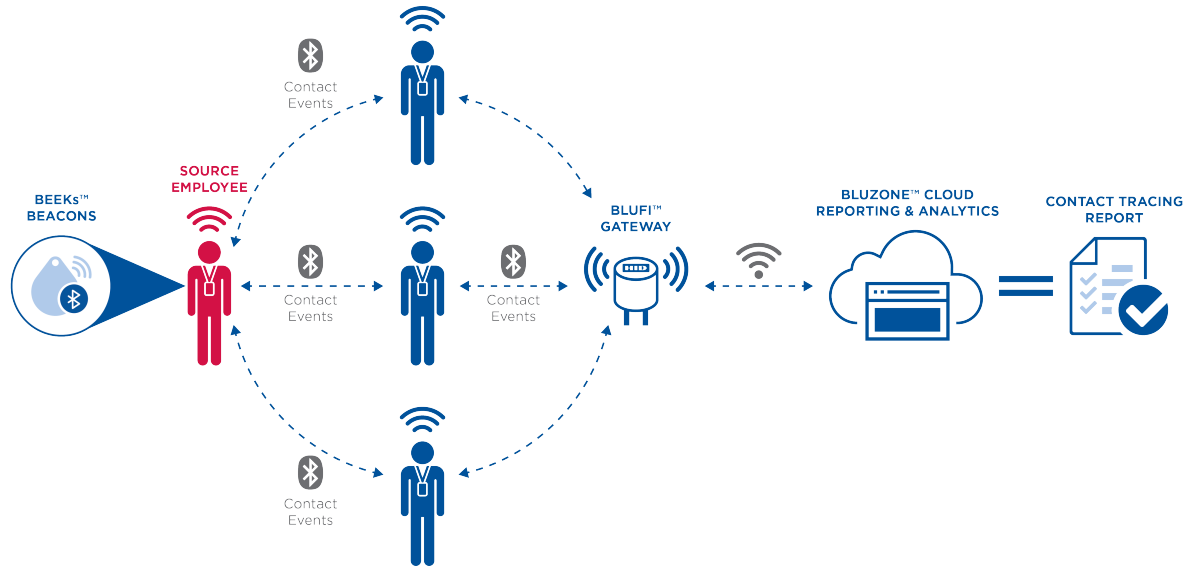 Contact
Events
SOURCE
EMPLOYEE
BEEKs™
BEACONS
Contact
Events
Contact
Events
BLUFI™
GATEWAY
BLUZONE™ CLOUD
REPORTING & ANALYTICS
CONTACT TRACING
REPORT
Contact
Events